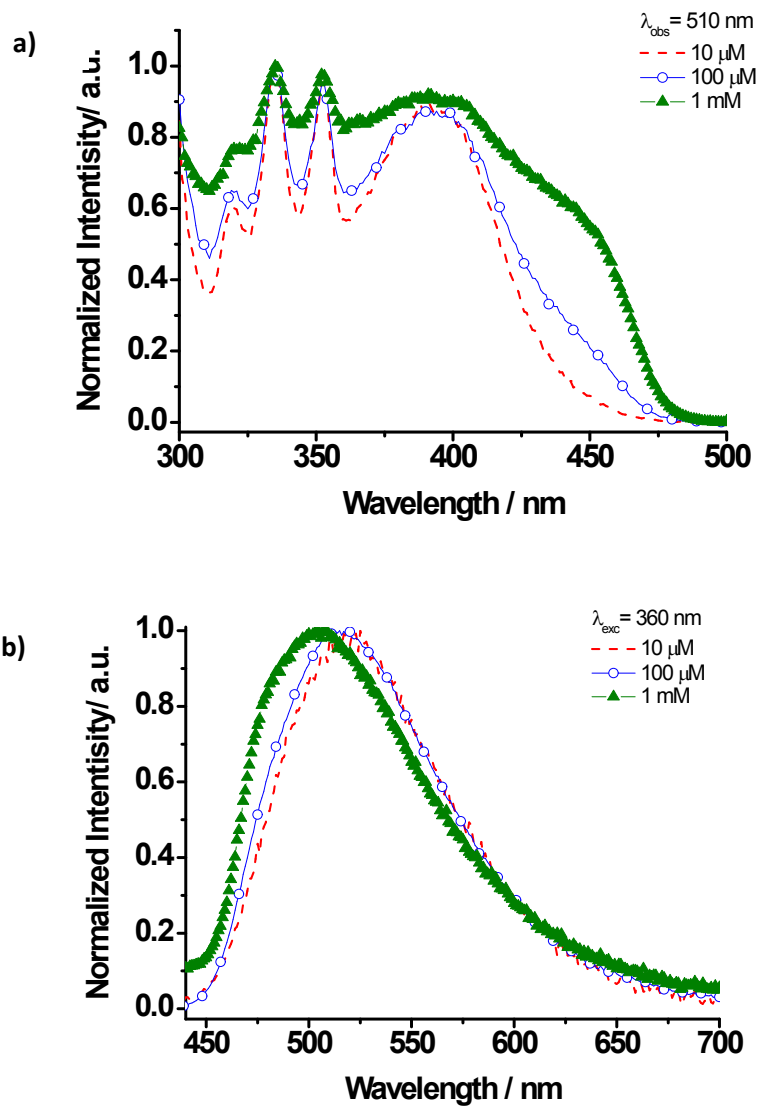 a)
λobs= 510 nm
10 μM
100 μM
1 mM
Normalized Intentisity/ a.u.
1.0
0.8
0.6
0.4
0.2
0.0
300 350 400 450 500
Wavelength / nm
b)
λexc= 360 nm
10 μM
100 μM
1 mM
Normalized Intentisity/ a.u.
1.0
0.8
0.6
0.4
0.2
0.0
450 500 550 600 650 700
Wavelength / nm